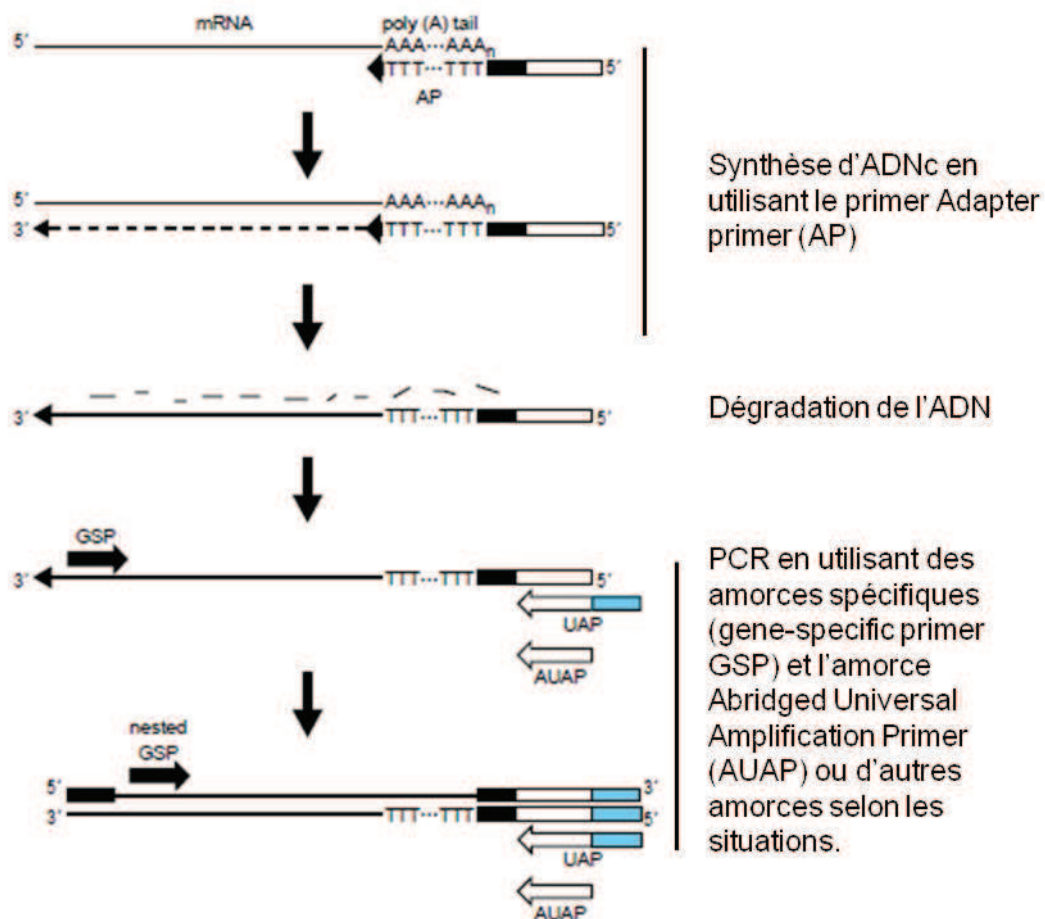 mRNA poly (A) tail
5´ AAA···AAAn
TTT···TTT 5´
AP
5´ AAA···AAAn
3´ TTT···TTT 5´
Synthèse d'ADNc en
utilisant le primer Adapter
primer (AP)
3´ TTT···TTT 5´
Dégradation de l'ADN
GSP
3´ TTT···TTT 5´
UAP
AUAP
nested
GSP
5´ 3´
3´ TTT···TTT 5´
UAP
AUAP
PCR en utilisant des
amorces spécifiques
(gene-specific primer
GSP) et l'amorce
Abridged Universal
Amplification Primer
(AUAP) ou d'autres
amorces selon les
situations.